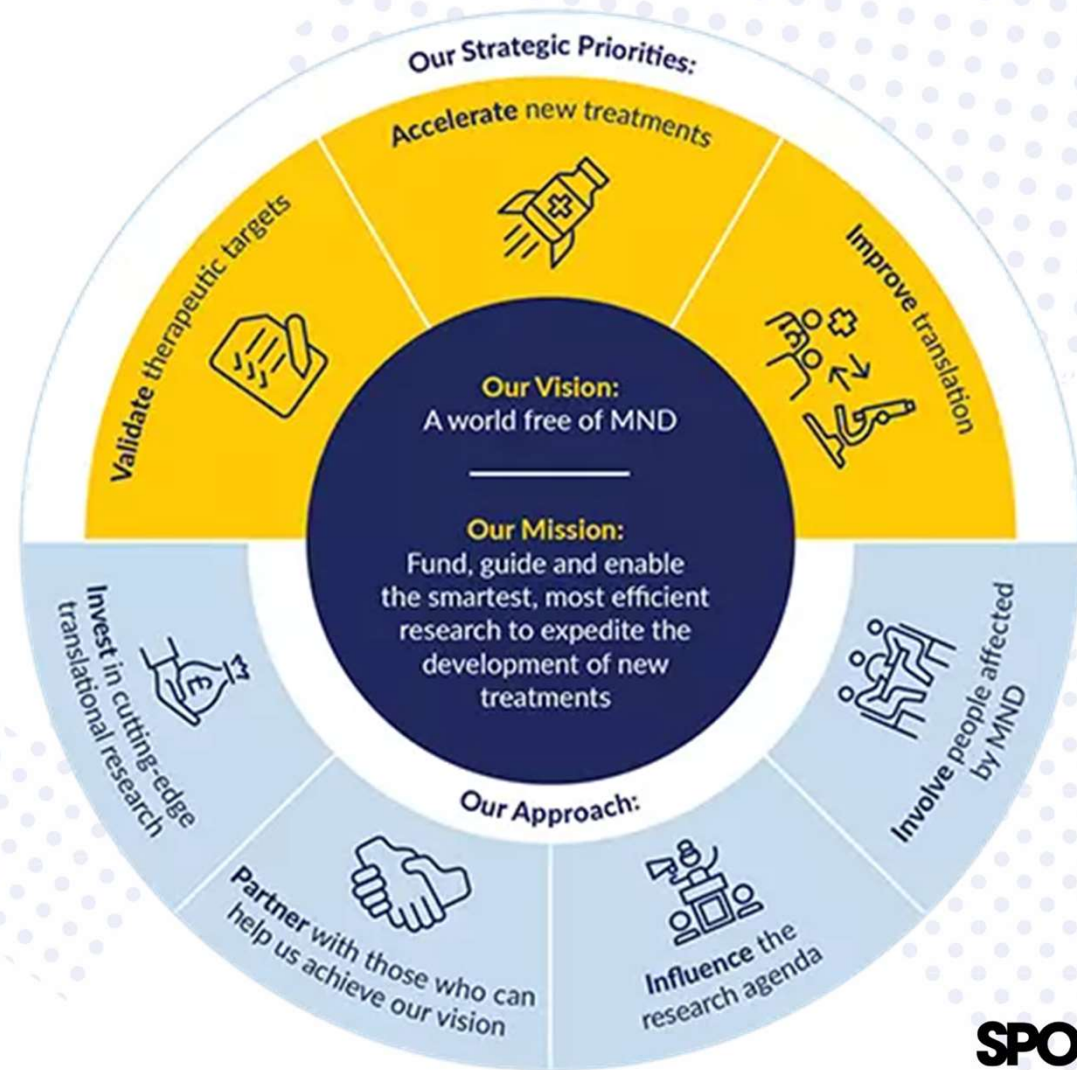 Our Strategic Priorities:
Validate therapeutic targets
Accelerate new treatments
Improve translation
Our Vision:
A world free of MND
Our Mission:
Fund, guide and enable
the smartest, most efficient
research to expedite the
development of new
treatments
Our Approach:
Invest in cutting-edge
translational research
£
Partner with those who can
help us achieve our vision
Influence the
research agenda
Involve people affected
by MND
SPO